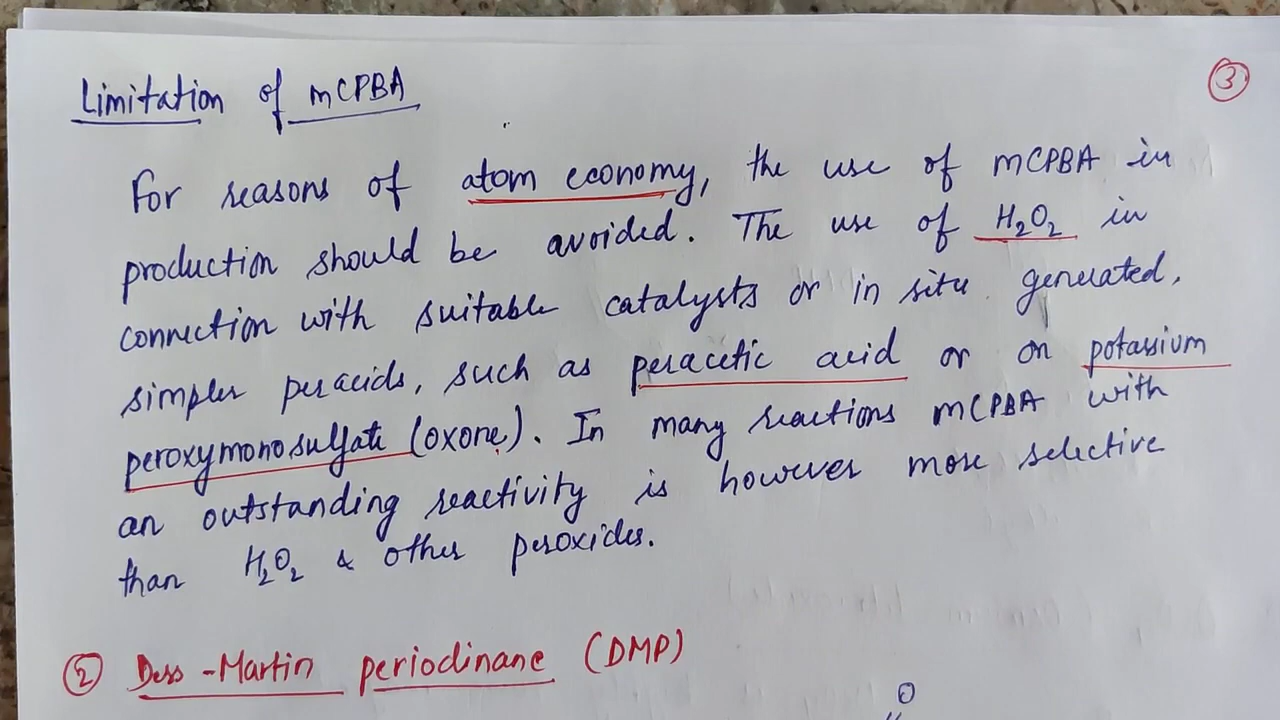 Limitation of mCPBA
③
For reasons of atom economy, the use of mCPBA in
production should be avoided. The use of H₂O₂ in
connection with suitable catalysts or in situ generated,
simpler peracids, such as peracetic acid or on potassium
peroxymonosulfate (oxone). In many reactions mCPBA with
an outstanding reactivity is however more selective
than H₂O₂ & other peroxides.
② Dess-Martin periodinane (DMP)
O